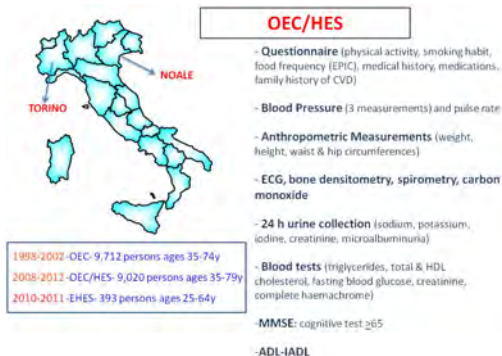 OEC/HES
NOALE
TORINO
- Questionnaire (physical activity, smoking habit,
food frequency (EPIC), medical history, medications,
family history of CVD)
- Blood Pressure (3 measurements) and pulse rate
- Anthropometric Measurements (weight,
height, waist & hip circumferences)
- ECG, bone densitometry, spirometry, carbon
monoxide
- 24 h urine collection (sodium, potassium,
iodine, creatinine, microalbuminuria)
- Blood tests (triglycerides, total & HDL
cholesterol, fasting blood glucose, creatinine,
complete haemachrome)
-MMSE: cognitive test ≥65
-ADL-IADL
1998-2002-OEC- 9,712 persons ages 35-74y
2008-2012-OEC/HES- 9,020 persons ages 35-79y
2010-2011-EHES- 393 persons ages 25-64y